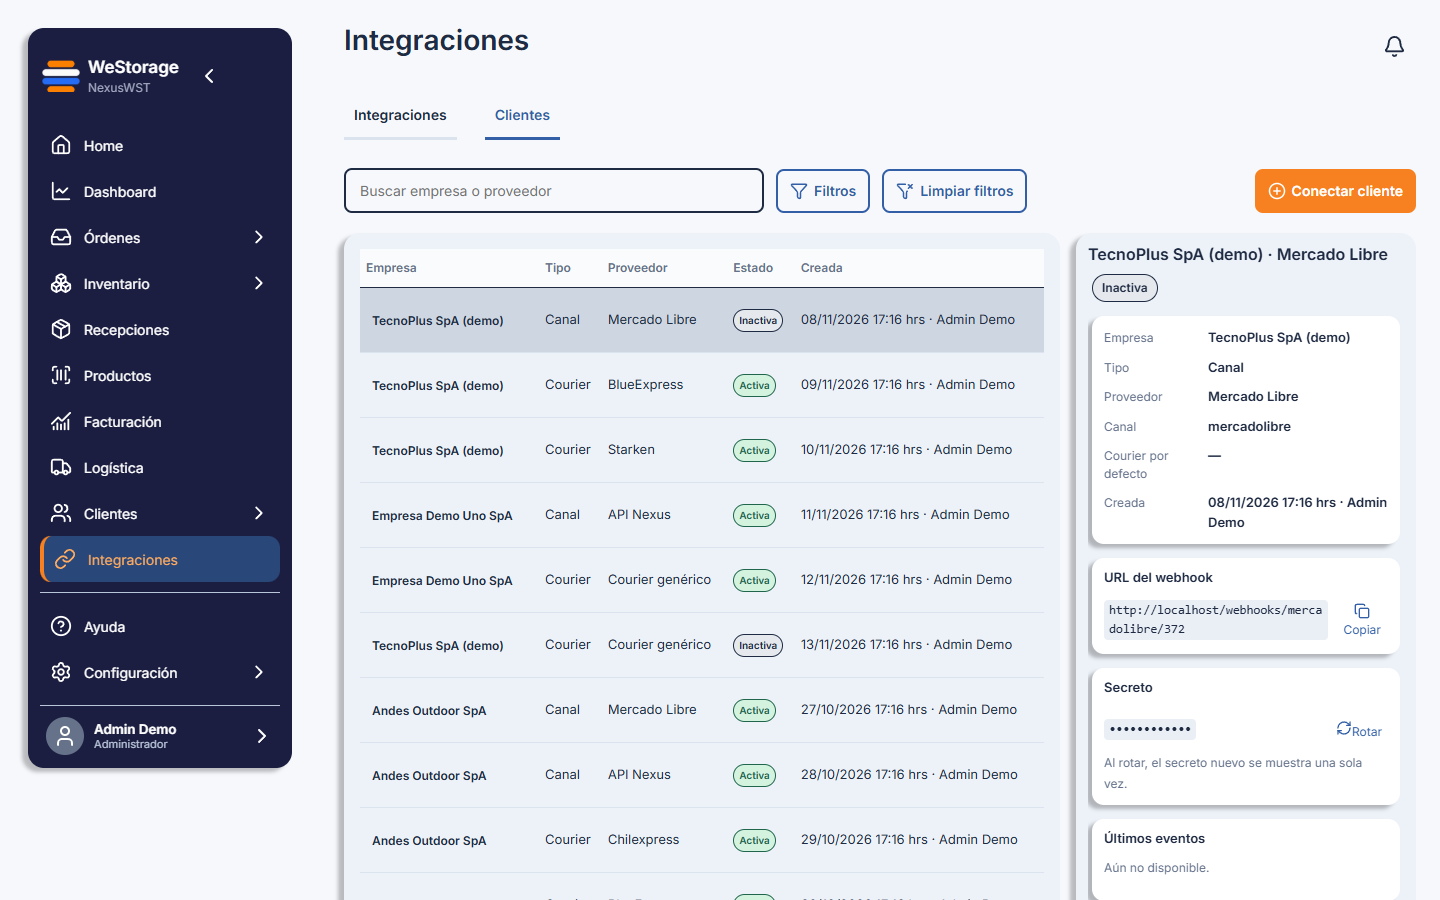 WeStorage
NexusWST
Home
Dashboard
Órdenes
Inventario
Recepciones
Productos
Facturación
Logística
Clientes
Integraciones
Ayuda
Configuración
Admin Demo
Administrador
Integraciones
Integraciones Clientes
Buscar empresa o proveedor Filtros Limpiar filtros Conectar cliente
Empresa Tipo Proveedor Estado Creada
TecnoPlus SpA (demo) Canal Mercado Libre Inactiva 08/11/2026 17:16 hrs · Admin Demo
TecnoPlus SpA (demo) Courier BlueExpress Activa 09/11/2026 17:16 hrs · Admin Demo
TecnoPlus SpA (demo) Courier Starken Activa 10/11/2026 17:16 hrs · Admin Demo
Empresa Demo Uno SpA Canal API Nexus Activa 11/11/2026 17:16 hrs · Admin Demo
Empresa Demo Uno SpA Courier Courier genérico Activa 12/11/2026 17:16 hrs · Admin Demo
TecnoPlus SpA (demo) Courier Courier genérico Inactiva 13/11/2026 17:16 hrs · Admin Demo
Andes Outdoor SpA Canal Mercado Libre Activa 27/10/2026 17:16 hrs · Admin Demo
Andes Outdoor SpA Canal API Nexus Activa 28/10/2026 17:16 hrs · Admin Demo
Andes Outdoor SpA Courier Chilexpress Activa 29/10/2026 17:16 hrs · Admin Demo
TecnoPlus SpA (demo) · Mercado Libre
Inactiva
Empresa TecnoPlus SpA (demo)
Tipo Canal
Proveedor Mercado Libre
Canal mercadolibre
Courier por —
defecto
Creada 08/11/2026 17:16 hrs · Admin
Demo
URL del webhook
http://localhost/webhooks/merca
dolibre/372
Copiar
Secreto
••••••••••••
Rotar
Al rotar, el secreto nuevo se muestra una sola
vez.
Últimos eventos
Aún no disponible.